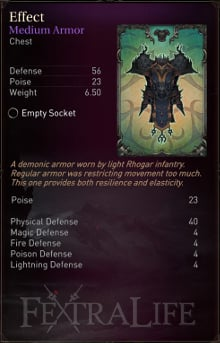 Effect
Medium Armor
Chest
Defense 56
Poise 23
Weight 6.50
Empty Socket
A demonic armor worn by light Rhogar infantry.
Regular armor was restricting movement too much.
This one provides both resilience and elasticity.
Poise 23
Physical Defense 40
Magic Defense 4
Fire Defense 4
Poison Defense 4
Lightning Defense 4
FEXTRALIFE